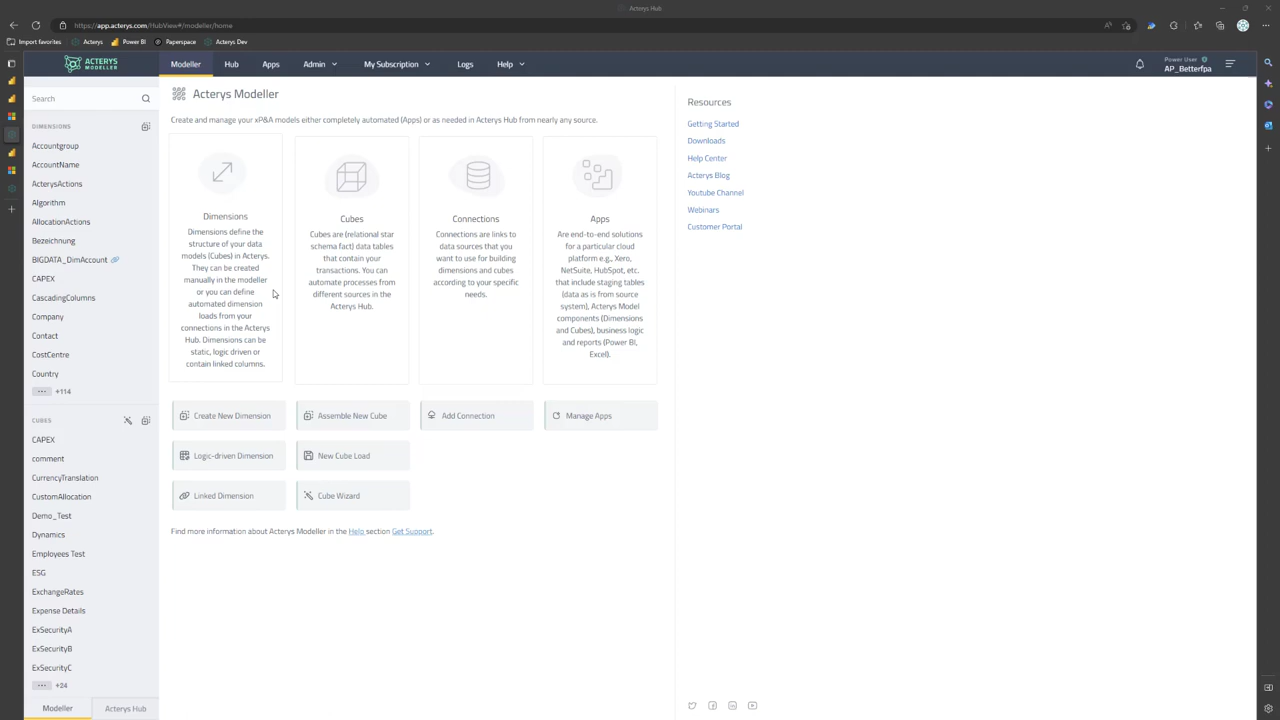 Acterys Hub
https://app.acterys.com/HubView#/modeller/home
Import favorites
Acterys
Power BI
Paperspace
Acterys Dev
ACTERYS
MODELLER
Modeller
Hub
Apps
Admin
My Subscription
Logs
Help
Power User
AP_Betterfpa
Search
DIMENSIONS
Accountgroup
AccountName
ActerysActions
Algorithm
AllocationActions
Bezeichnung
BIGDATA_DimAccount
CAPEX
CascadingColumns
Company
Contact
CostCentre
Country
+114
CUBES
CAPEX
comment
CurrencyTranslation
CustomAllocation
Demo_Test
Dynamics
Employees Test
ESG
ExchangeRates
Expense Details
ExSecurityA
ExSecurityB
ExSecurityC
+24
Modeller
Acterys Hub
Acterys Modeller
Create and manage your xP&A models either completely automated (Apps) or as needed in Acterys Hub from nearly any source.
Dimensions
Dimensions define the
structure of your data
models (Cubes) in Acterys.
They can be created
manually in the modeller
or you can define
automated dimension
loads from your
connections in the Acterys
Hub. Dimensions can be
static, logic driven or
contain linked columns.
Cubes
Cubes are (relational star
schema fact) data tables
that contain your
transactions. You can
automate processes from
different sources in the
Acterys Hub.
Connections
Connections are links to
data sources that you
want to use for building
dimensions and cubes
according to your specific
needs.
Apps
Are end-to-end solutions
for a particular cloud
platform e.g., Xero,
NetSuite, HubSpot, etc.
that include staging tables
(data as is from source
system), Acterys Model
components (Dimensions
and Cubes), business logic
and reports (Power BI,
Excel).
Create New Dimension
Assemble New Cube
Add Connection
Manage Apps
Logic-driven Dimension
New Cube Load
Linked Dimension
Cube Wizard
Find more information about Acterys Modeller in the Help section Get Support.
Resources
Getting Started
Downloads
Help Center
Acterys Blog
Youtube Channel
Webinars
Customer Portal